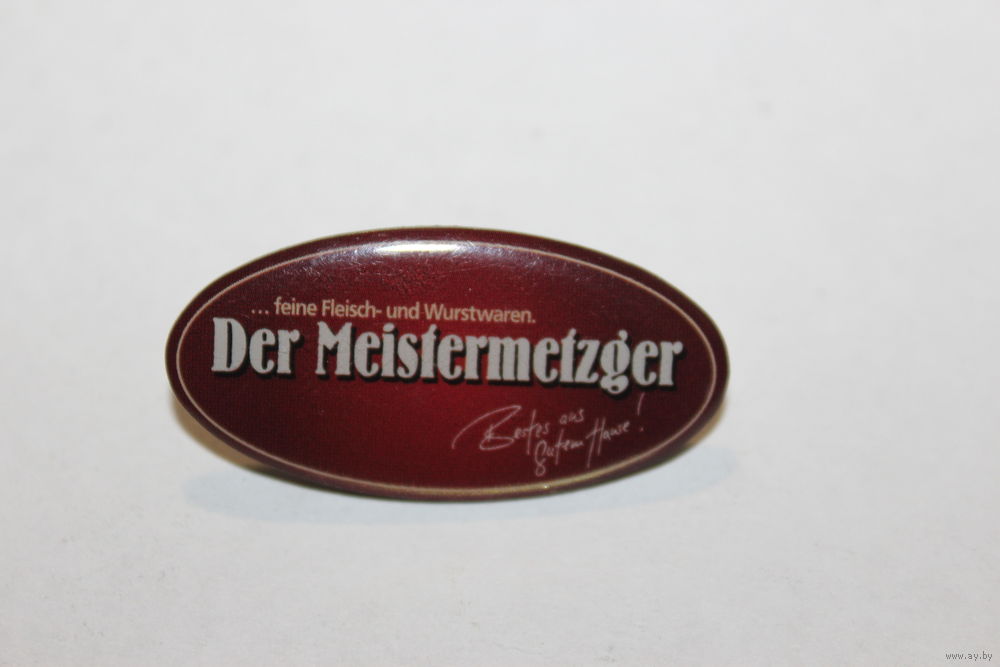 ... feine Fleisch- und Wurstwaren.
Der Meistermetzger
Bestes aus
gutem Hause!
www.ay.by